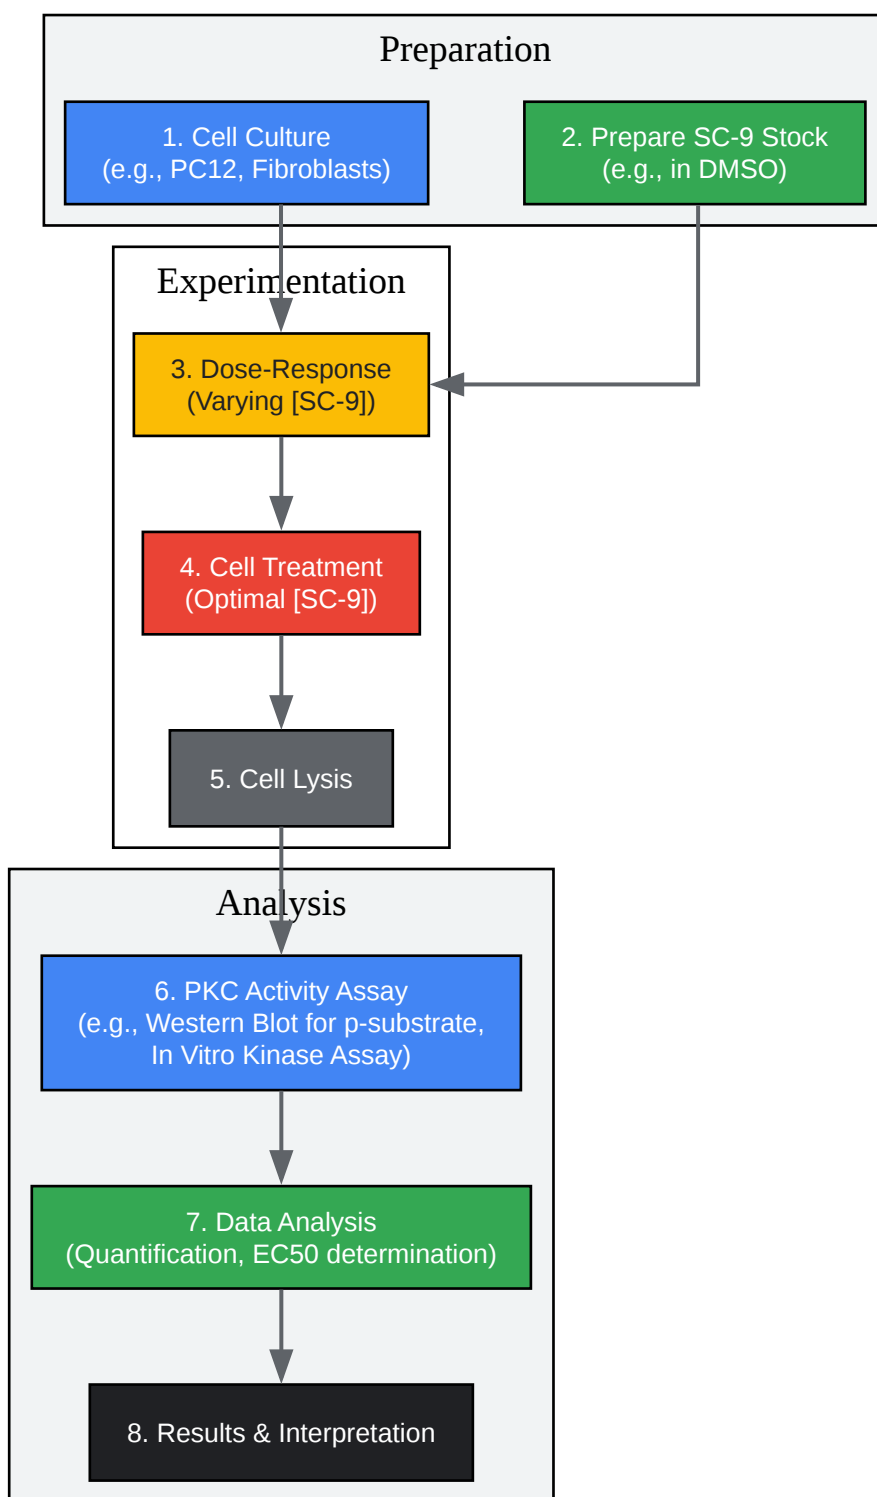 Preparation
1. Cell Culture
(e.g., PC12, Fibroblasts)
2. Prepare SC-9 Stock
(e.g., in DMSO)
Experimentation
3. Dose-Response
(Varying [SC-9])
4. Cell Treatment
(Optimal [SC-9])
5. Cell Lysis
Analysis
6. PKC Activity Assay
(e.g., Western Blot for p-substrate,
In Vitro Kinase Assay)
7. Data Analysis
(Quantification, EC50 determination)
8. Results & Interpretation